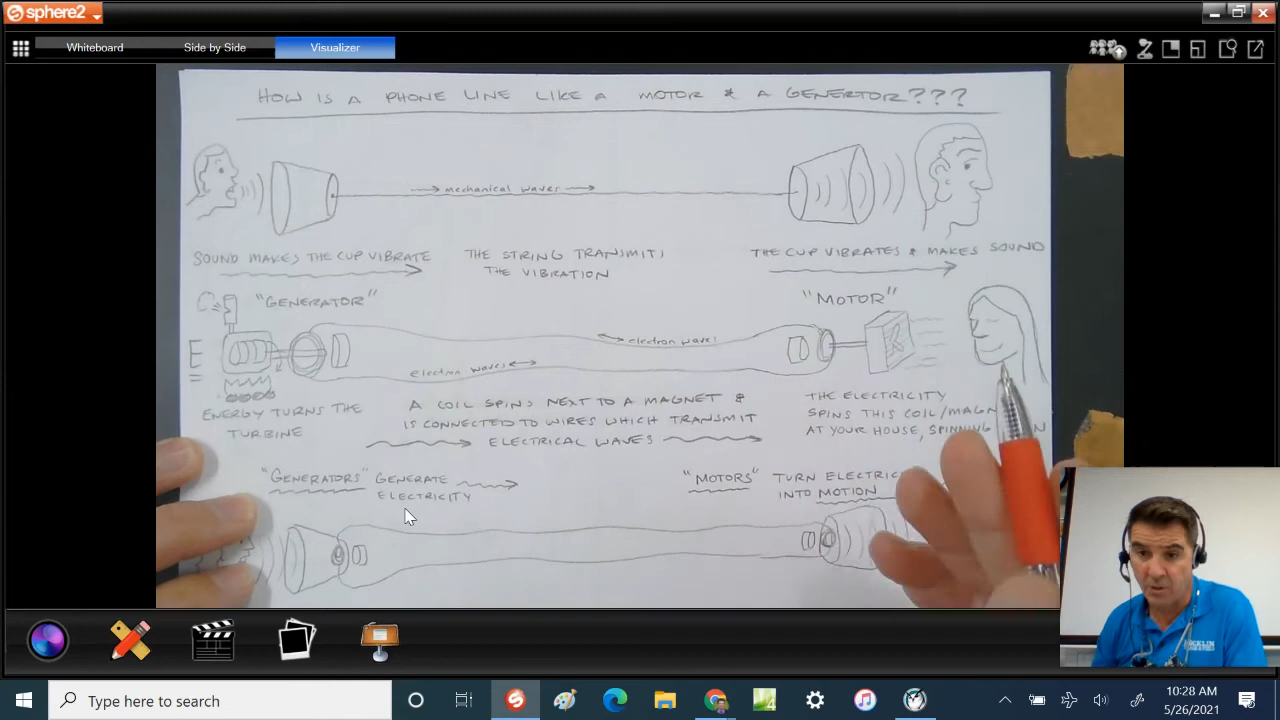 sphere2
Whiteboard Side by Side Visualizer
HOW IS A PHONE LINE LIKE A MOTOR & A GENERTOR???
mechanical waves
SOUND MAKES THE CUP VIBRATE
THE STRING TRANSMITS
THE VIBRATION
THE CUP VIBRATES & MAKES SOUND
"GENERATOR"
"MOTOR"
E
electron waves
electron waves
ENERGY TURNS THE
TURBINE
A COIL SPINS NEXT TO A MAGNET &
IS CONNECTED TO WIRES WHICH TRANSMIT
ELECTRICAL WAVES
THE ELECTRICITY
SPINS THIS COIL/MAGN
AT YOUR HOUSE, SPINNING
"GENERATORS" GENERATE
ELECTRICITY
"MOTORS" TURN ELECTRIC
INTO MOTION
Type here to search
10:28 AM
5/26/2021